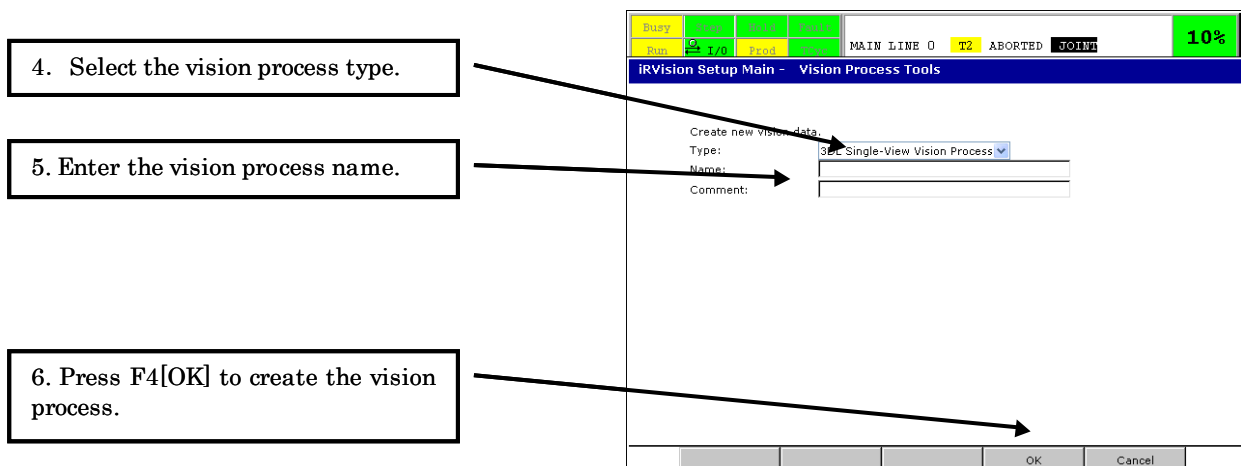 4. Select the vision process type.
5. Enter the vision process name.
6. Press F4[OK] to create the vision
process.
Busy Step Hold Fault
Run I/O Prod TCyc
MAIN LINE 0 T2 ABORTED JOINT
10%
iRVision Setup Main - Vision Process Tools
Create new vision data.
Type: 3DL Single-View Vision Process
Name:
Comment:
OK Cancel